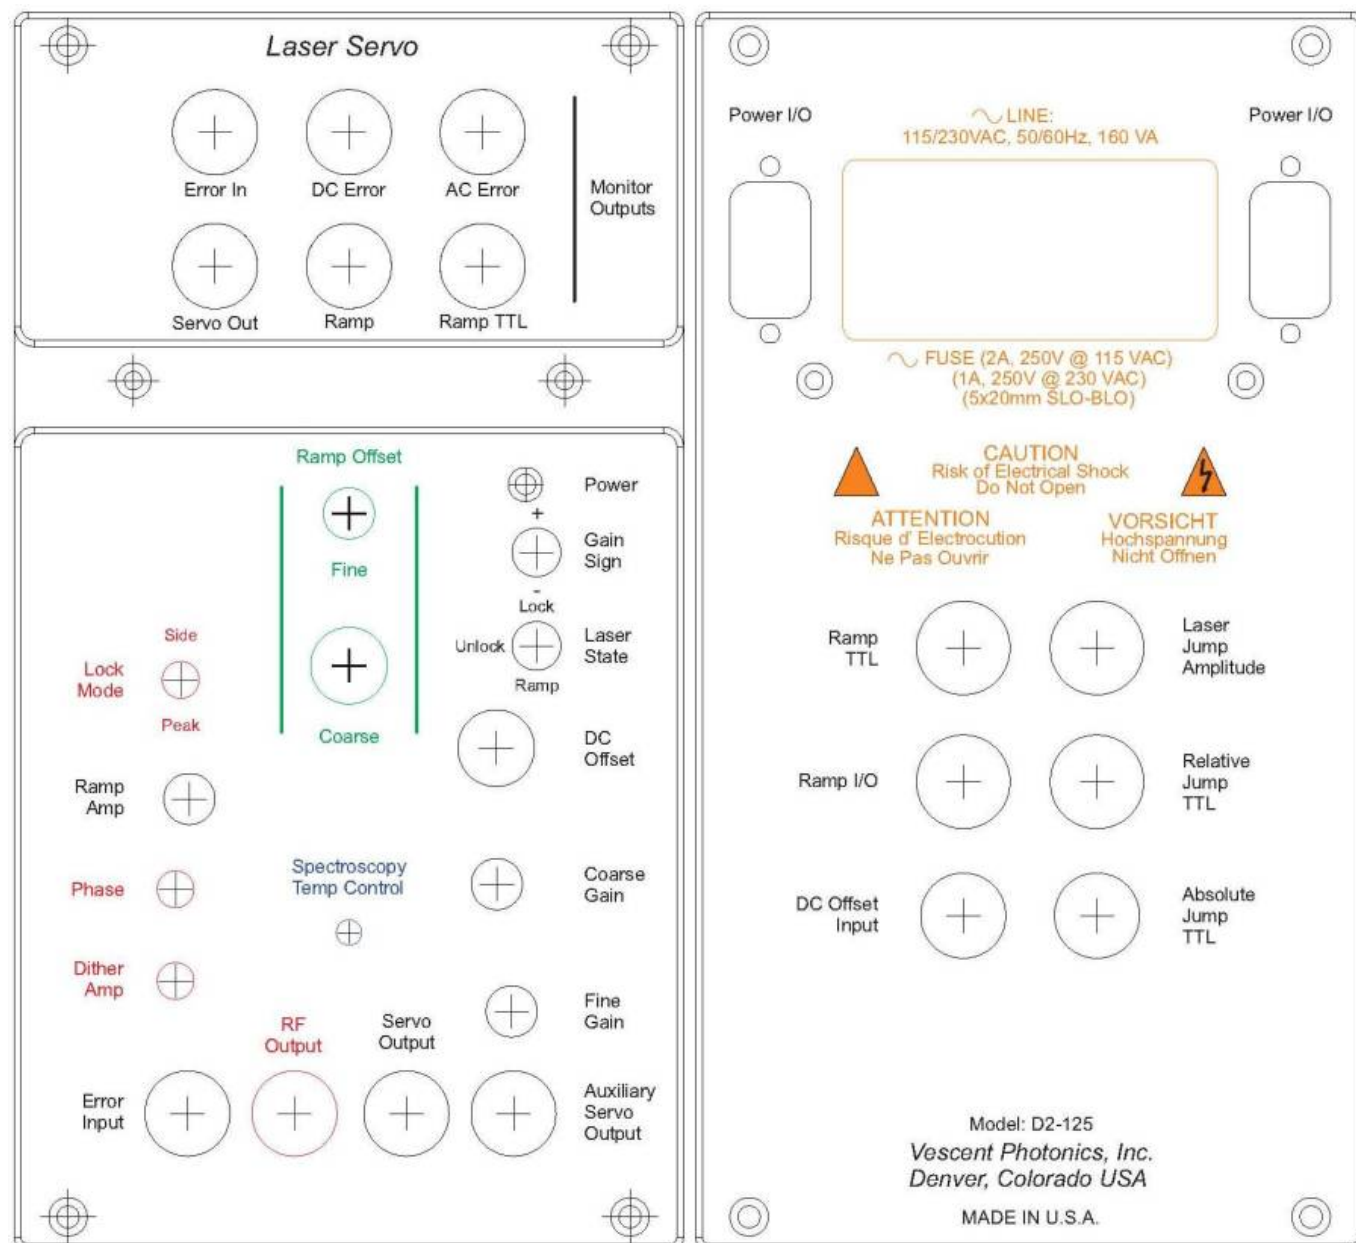 Laser Servo
Error In
DC Error
AC Error
Monitor
Outputs
Servo Out
Ramp
Ramp TTL
Ramp Offset
Fine
Coarse
Power
+
Gain
Sign
-
Lock
Unlock
Laser
State
Ramp
Side
Lock
Mode
Peak
DC
Offset
Ramp
Amp
Spectroscopy
Temp Control
Coarse
Gain
Phase
Dither
Amp
Fine
Gain
RF
Output
Servo
Output
Error
Input
Auxiliary
Servo
Output
Power I/O
LINE:
115/230VAC, 50/60Hz, 160 VA
Power I/O
FUSE (2A, 250V @ 115 VAC)
(1A, 250V @ 230 VAC)
(5x20mm SLO-BLO)
CAUTION
Risk of Electrical Shock
Do Not Open
ATTENTION
Risque d' Electrocution
Ne Pas Ouvrir
VORSICHT
Hochspannung
Nicht Offnen
Ramp
TTL
Laser
Jump
Amplitude
Ramp I/O
Relative
Jump
TTL
DC Offset
Input
Absolute
Jump
TTL
Model: D2-125
Vescent Photonics, Inc.
Denver, Colorado USA
MADE IN U.S.A.